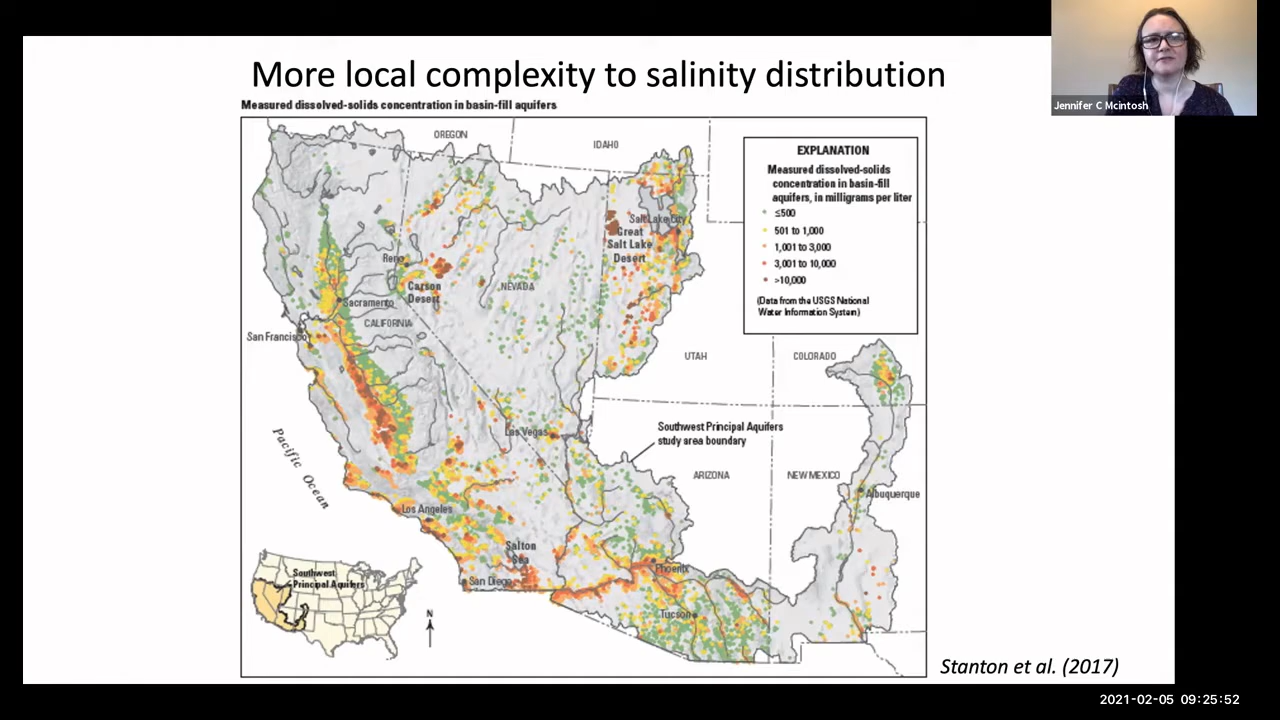 More local complexity to salinity distribution
Jennifer C Mcintosh
Measured dissolved-solids concentration in basin-fill aquifers
OREGON
IDAHO
EXPLANATION
Measured dissolved-solids
concentration in basin-fill
aquifers, in milligrams per liter
≤500
501 to 1,000
1,001 to 3,000
3,001 to 10,000
>10,000
(Data from the USGS National
Water Information System)
Salt Lake City
Great
Salt Lake
Desert
Reno
Carson
Desert
NEVADA
Sacramento
CALIFORNIA
San Francisco
UTAH
COLORADO
Las Vegas
Southwest Principal Aquifers
study area boundary
Pacific Ocean
ARIZONA
NEW MEXICO
Albuquerque
Los Angeles
Salton
Sea
San Diego
Phoenix
Tucson
Southwest
Principal Aquifers
N
Stanton et al. (2017)
2021-02-05 09:25:52